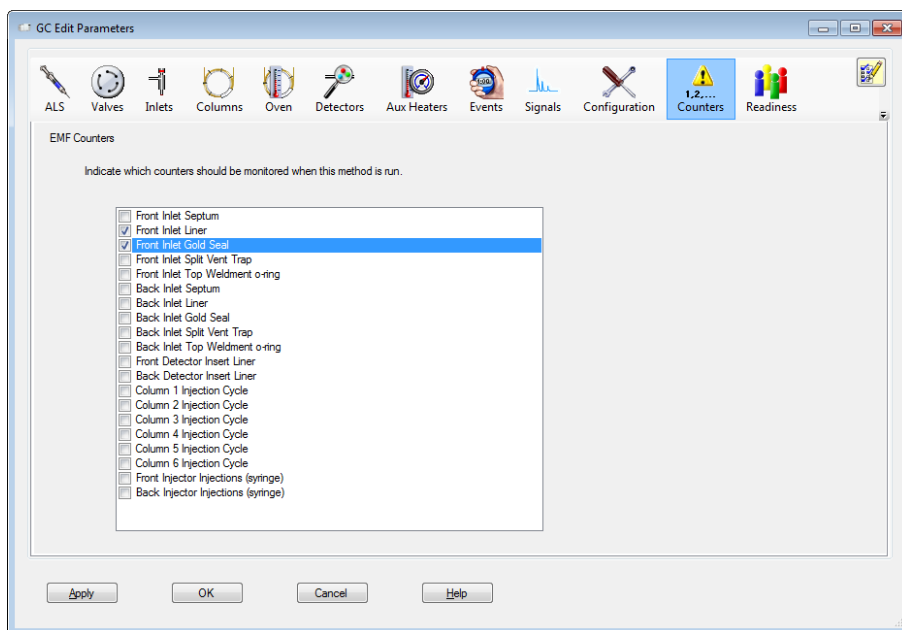 GC Edit Parameters
1,2,...
ALS Valves Inlets Columns Oven Detectors Aux Heaters Events Signals Configuration Counters Readiness
EMF Counters
Indicate which counters should be monitored when this method is run.
Front Inlet Septum
Front Inlet Liner
Front Inlet Gold Seal
Front Inlet Split Vent Trap
Front Inlet Top Weldment o-ring
Back Inlet Septum
Back Inlet Liner
Back Inlet Gold Seal
Back Inlet Split Vent Trap
Back Inlet Top Weldment o-ring
Front Detector Insert Liner
Back Detector Insert Liner
Column 1 Injection Cycle
Column 2 Injection Cycle
Column 3 Injection Cycle
Column 4 Injection Cycle
Column 5 Injection Cycle
Column 6 Injection Cycle
Front Injector Injections (syringe)
Back Injector Injections (syringe)
Apply OK Cancel Help